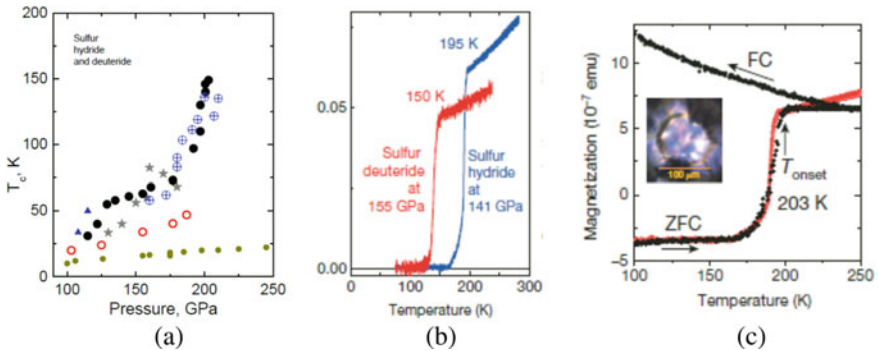 200
150
100
50
0
T_c, K
Sulfur
hydride
and deuteride
100
150
200
250
Pressure, GPa
(a)
0.05
0.00
195 K
150 K
Sulfur
deuteride
at
155 GPa
Sulfur
hydride
at
141 GPa
0
100
200
300
Temperature (K)
(b)
Magnetization (10⁻⁷ emu)
10
5
0
−5
FC
100 μm
T_onset
203 K
ZFC
100
150
200
250
Temperature (K)
(c)